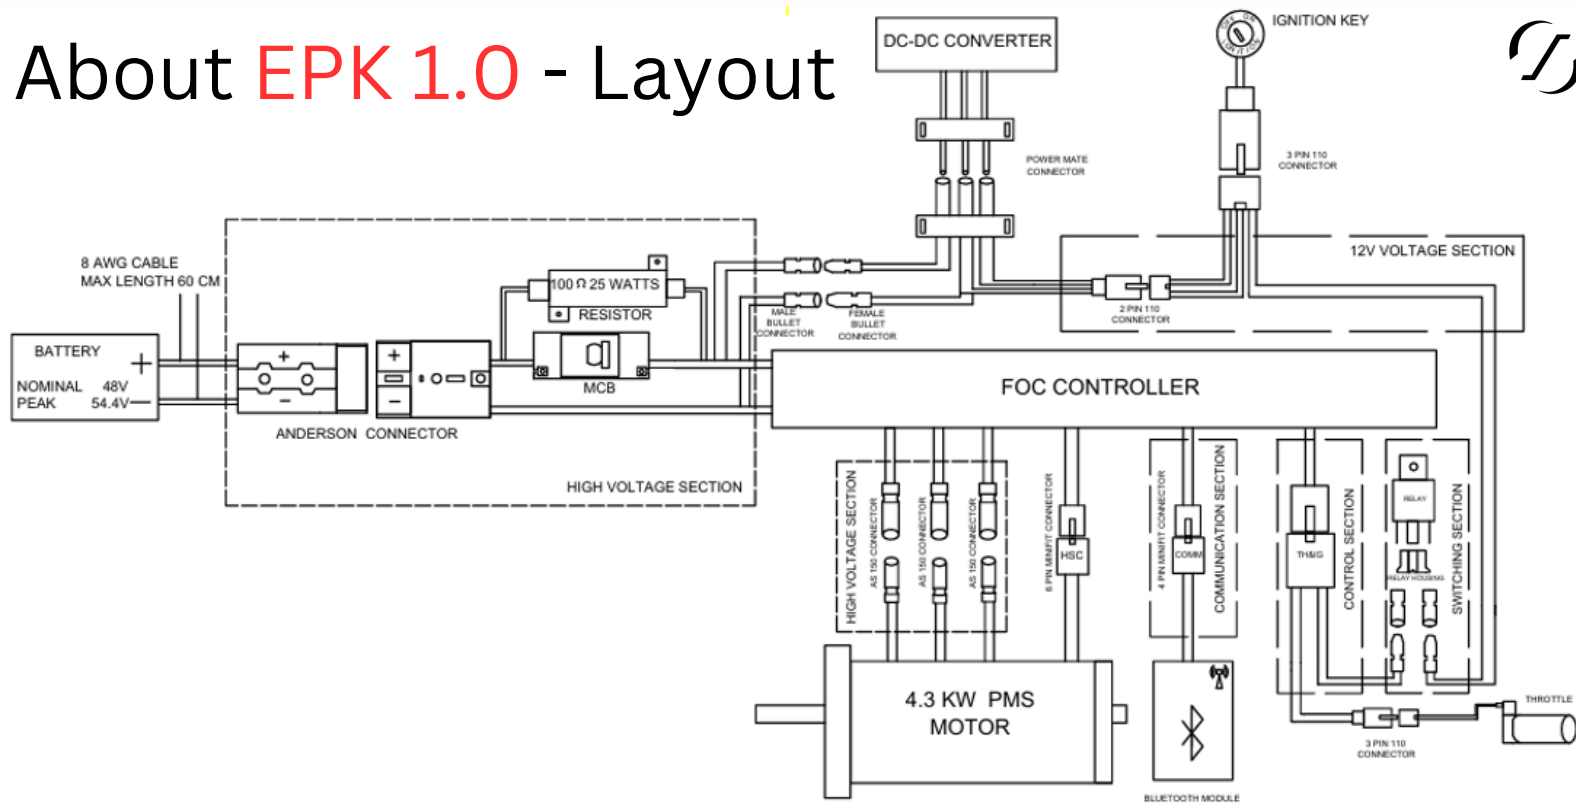 About EPK 1.0 - Layout
DC-DC CONVERTER
OFF
ON
IGNITION KEY
3 PIN 110
CONNECTOR
POWER MATE
CONNECTOR
12V VOLTAGE SECTION
8 AWG CABLE
MAX LENGTH 60 CM
100 Ω 25 WATTS
RESISTOR
MALE
BULLET
CONNECTOR
FEMALE
BULLET
CONNECTOR
2 PIN 110
CONNECTOR
BATTERY
+
NOMINAL 48V
PEAK 54.4V
+
−
+
−
MCB
ANDERSON CONNECTOR
HIGH VOLTAGE SECTION
FOC CONTROLLER
HIGH VOLTAGE SECTION
AS 150 CONNECTOR
AS 150 CONNECTOR
AS 150 CONNECTOR
6 PIN MINIFIT CONNECTOR
HSC
4 PIN MINIFIT CONNECTOR
COMM
COMMUNICATION SECTION
TH&IG
CONTROL SECTION
RELAY
RELAY HOUSING
SWITCHING SECTION
4.3 KW PMS
MOTOR
BLUETOOTH MODULE
THROTTLE
3 PIN 110
CONNECTOR